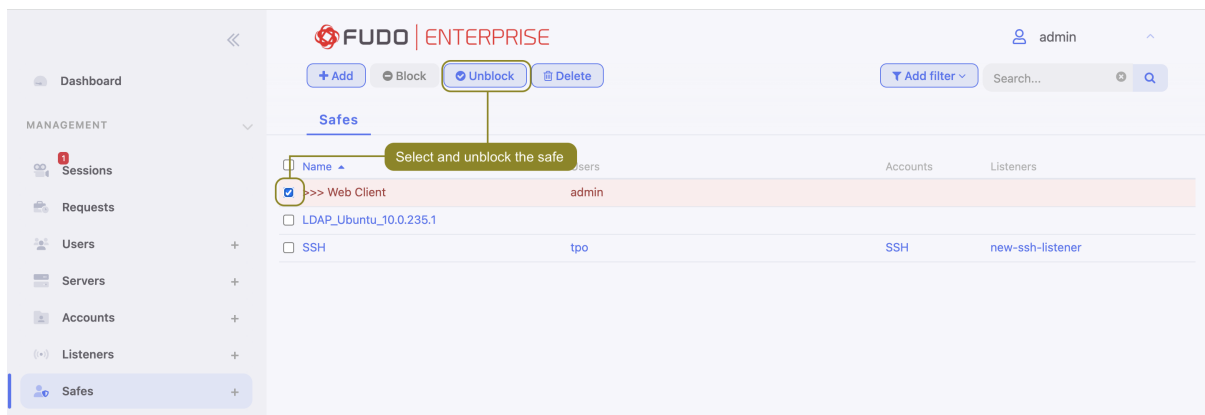 FUDO ENTERPRISE
admin
+ Add Block Unblock Delete
Add filter
Search...
Dashboard
MANAGEMENT
1
Sessions
Requests
Users +
Servers +
Accounts +
Listeners +
Safes +
Safes
Select and unblock the safe
Name Users Accounts Listeners
>>> Web Client admin
LDAP_Ubuntu_10.0.235.1
SSH tpo SSH new-ssh-listener